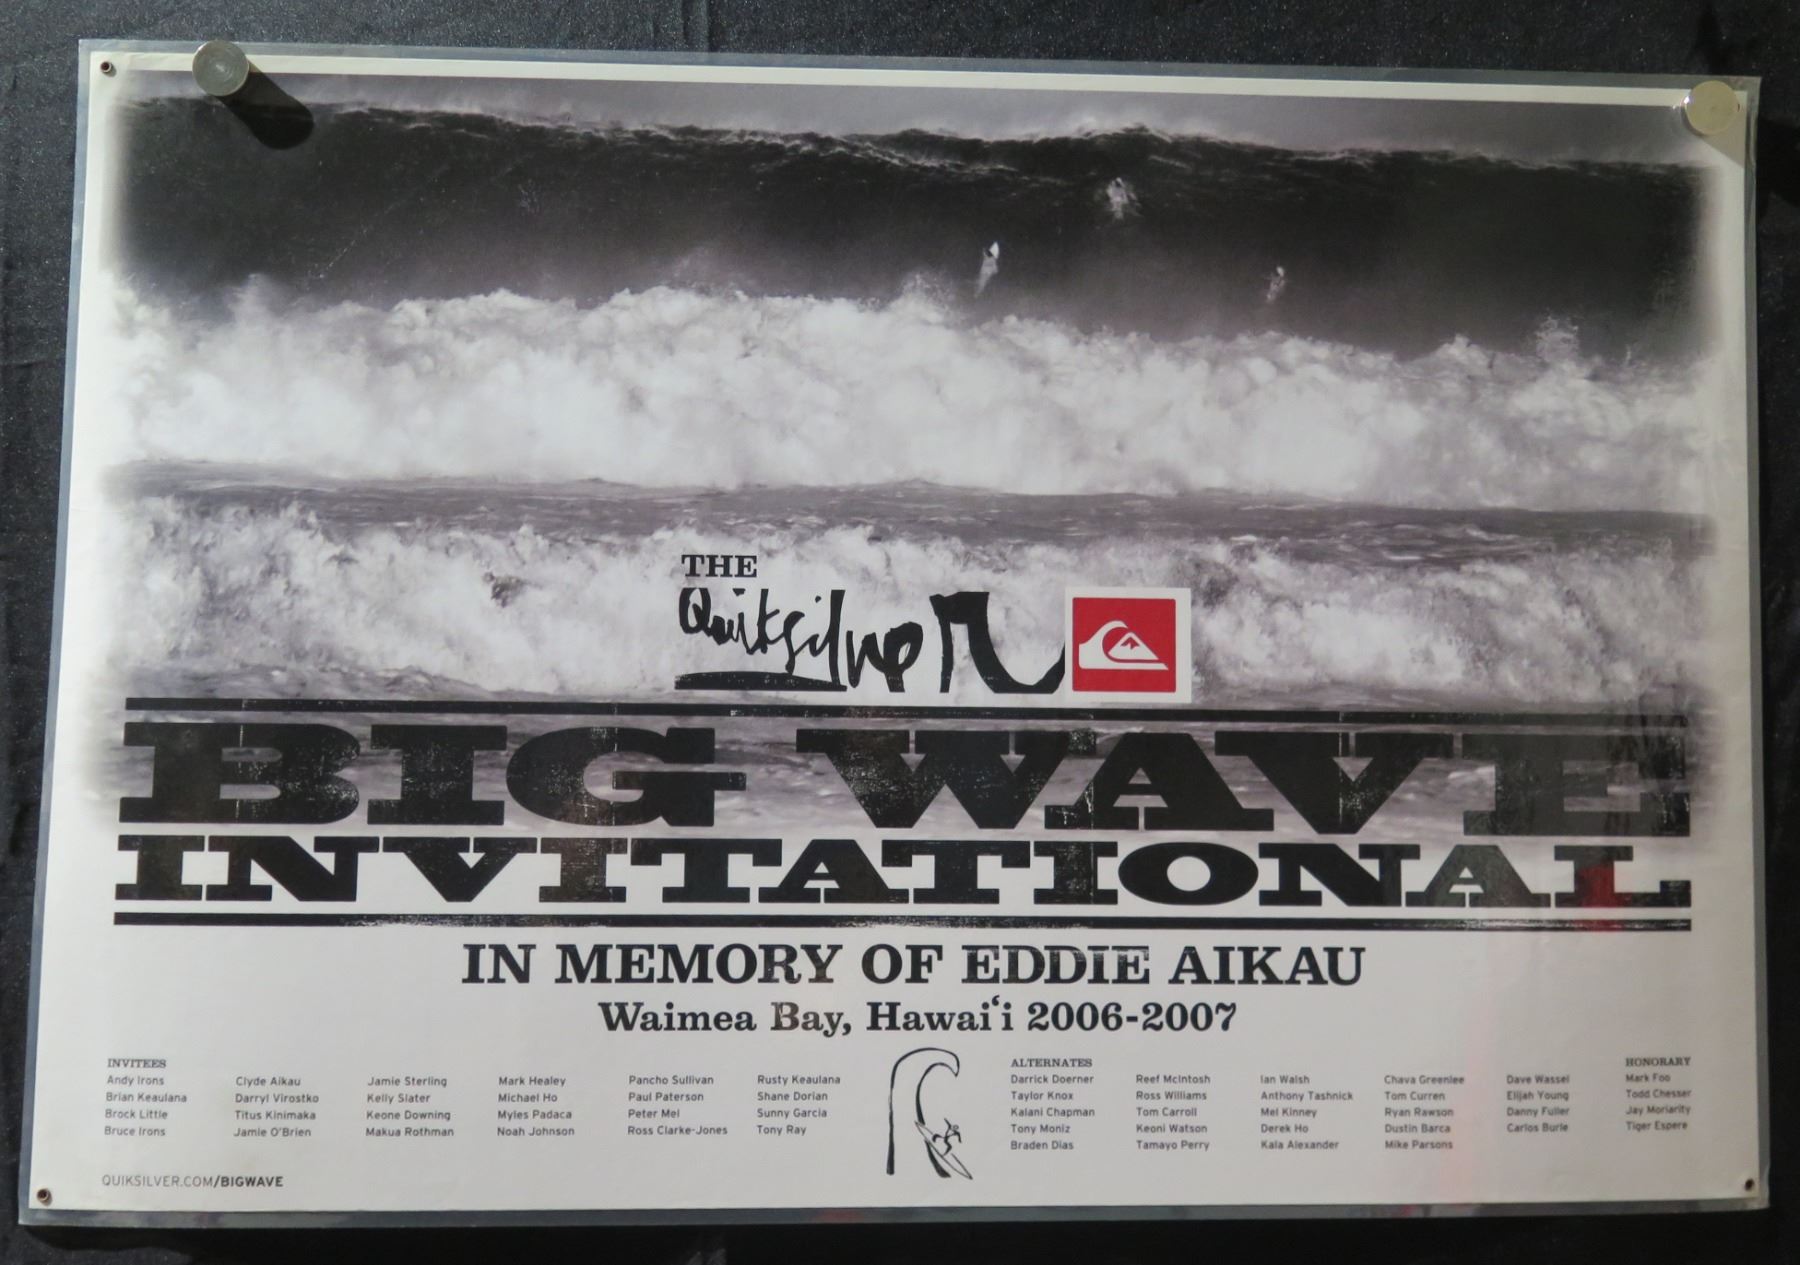 THE
Quiksilver
BIG WAVE
INVITATIONAL
IN MEMORY OF EDDIE AIKAU
Waimea Bay, Hawaiʻi 2006-2007
INVITEES
Andy Irons
Brian Keaulana
Brock Little
Bruce Irons
Clyde Aikau
Darryl Virostko
Titus Kinimaka
Jamie O'Brien
Jamie Sterling
Kelly Slater
Keone Downing
Makua Rothman
Mark Healey
Michael Ho
Myles Padaca
Noah Johnson
Pancho Sullivan
Paul Paterson
Peter Mel
Ross Clarke-Jones
Rusty Keaulana
Shane Dorian
Sunny Garcia
Tony Ray
ALTERNATES
Darrick Doerner
Taylor Knox
Kalani Chapman
Tony Moniz
Braden Dias
Reef McIntosh
Ross Williams
Tom Carroll
Keoni Watson
Tamayo Perry
Ian Walsh
Anthony Tashnick
Mel Kinney
Derek Ho
Kala Alexander
Chava Greenlee
Tom Curren
Ryan Rawson
Dustin Barca
Mike Parsons
Dave Wassel
Elijah Young
Danny Fuller
Carlos Burle
HONORARY
Mark Foo
Todd Chesser
Jay Moriarity
Tiger Espere
QUIKSILVER.COM/BIGWAVE